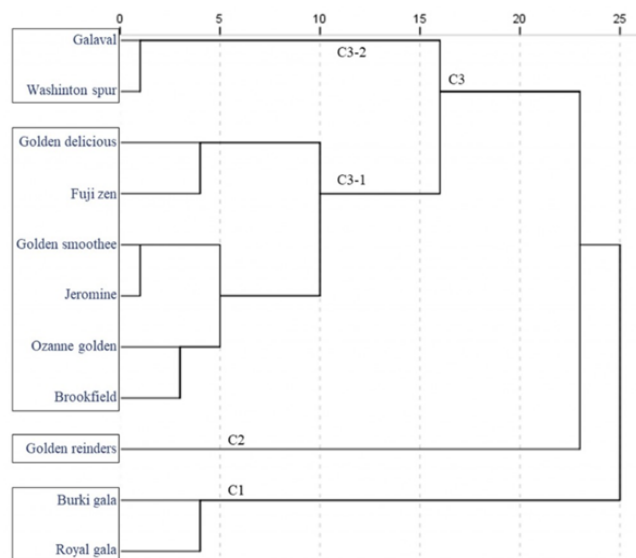 0 5 10 15 20 25
Galaval
C3-2
C3
Washinton spur
Golden delicious
C3-1
Fuji zen
Golden smoothee
Jeromine
Ozanne golden
Brookfield
C2
Golden reinders
C1
Burki gala
Royal gala